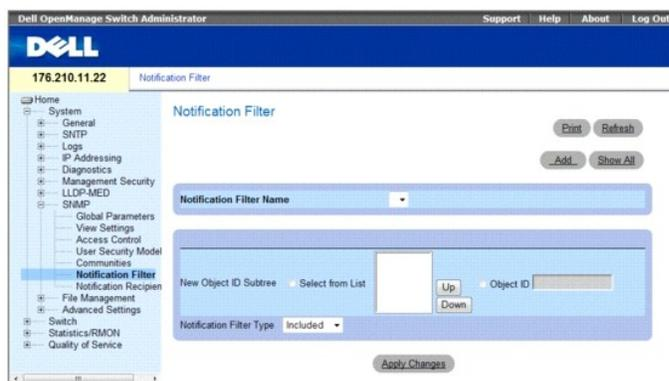 Dell OpenManage Switch Administrator
Support Help About Log Out
DELL
176.210.11.22
Notification Filter
Home
System
General
SNTP
Logs
IP Addressing
Diagnostics
Management Security
LLDP-MED
SNMP
Global Parameters
View Settings
Access Control
User Security Model
Communities
Notification Filter
Notification Recipien
File Management
Advanced Settings
Switch
Statistics/RMON
Quality of Service
Notification Filter
Print Refresh
Add Show All
Notification Filter Name
New Object ID Subtree Select from List Up Down Object ID
Notification Filter Type Included
Apply Changes